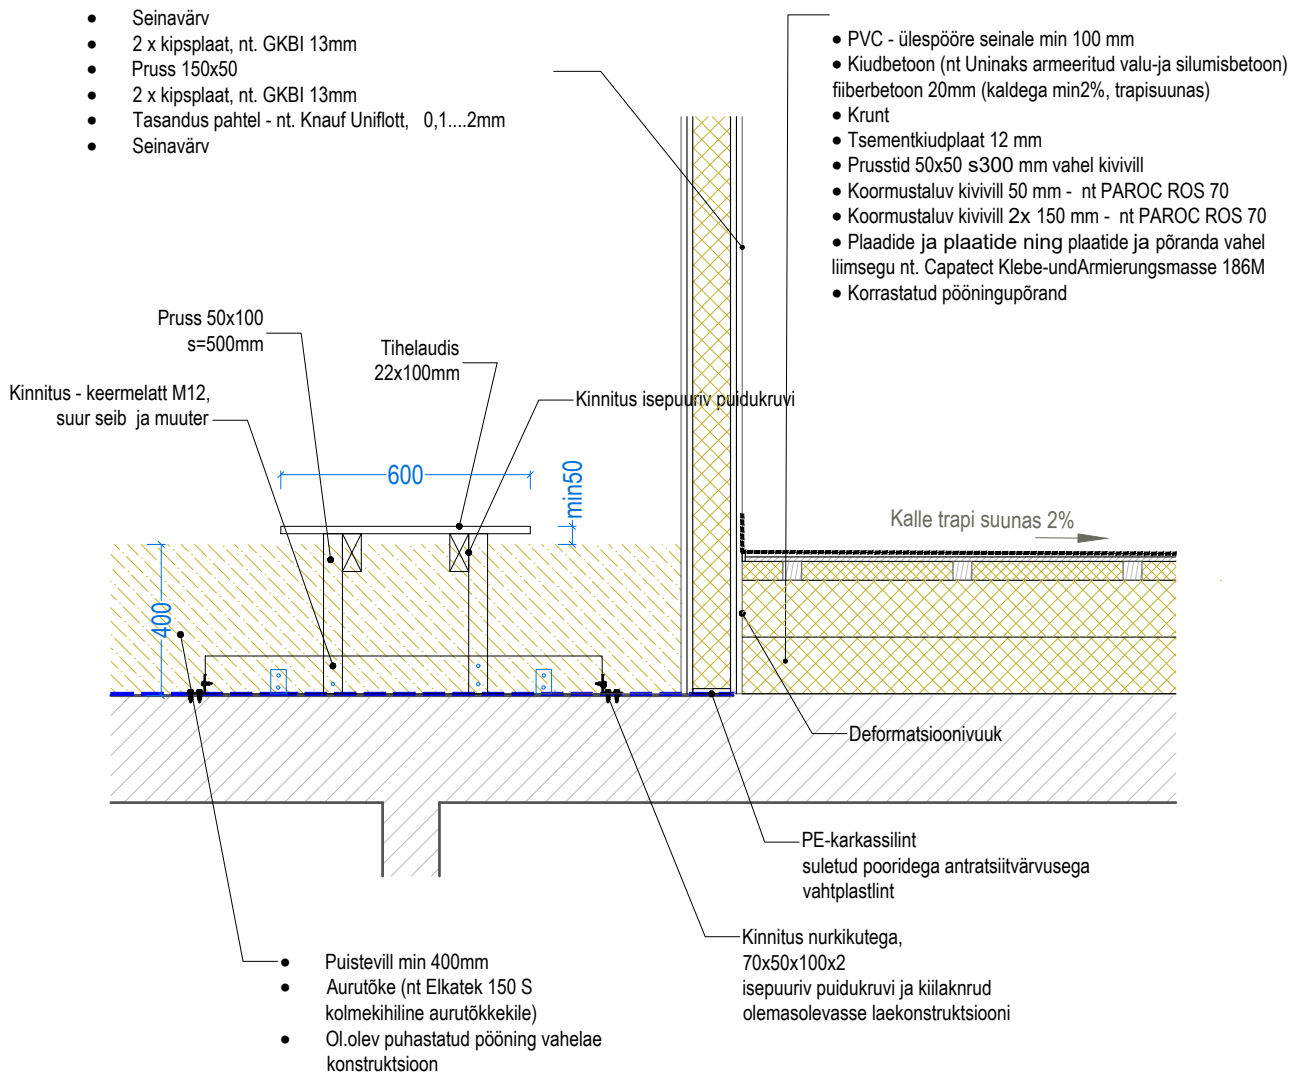 Seinavärv
2 x kipsplaat, nt. GKBI 13mm
Pruss 150x50
2 x kipsplaat, nt. GKBI 13mm
Tasandus pahtel - nt. Knauf Uniflott, 0,1....2mm
Seinavärv
PVC - ülespööre seinale min 100 mm
Kiudbetoon (nt Uninaks armeeritud valu-ja silumisbetoon)
fiiberbetoon 20mm (kaldega min2%, trapisuunas)
Krunt
Tsementkiudplaat 12 mm
Prusstid 50x50 s300 mm vahel kivivill
Koormustaluv kivivill 50 mm - nt PAROC ROS 70
Koormustaluv kivivill 2x 150 mm - nt PAROC ROS 70
Plaadide ja plaatide ning plaatide ja põranda vahel
liimsegu nt. Capatect Klebe-undArmierungsmasse 186M
Korrastatud pööningupõrand
Pruss 50x100
s=500mm
Tihelaudis
22x100mm
Kinnitus - keermelatt M12,
suur seib ja muuter
Kinnitus isepuuriv puidukruvi
600
min50
400
Kalle trapi suunas 2%
Deformatsioonivuuk
PE-karkassilint
suletud pooridega antratsiitvärvusega
vahtplastlint
Kinnitus nurkikutega,
70x50x100x2
isepuuriv puidukruvi ja kiilaknrud
olemasolevasse laekonstruktsiooni
Puistevill min 400mm
Aurutõke (nt Elkatek 150 S
kolmekihiline aurutõkkekile)
Ol.olev puhastatud pööning vahelae
konstruktsioon